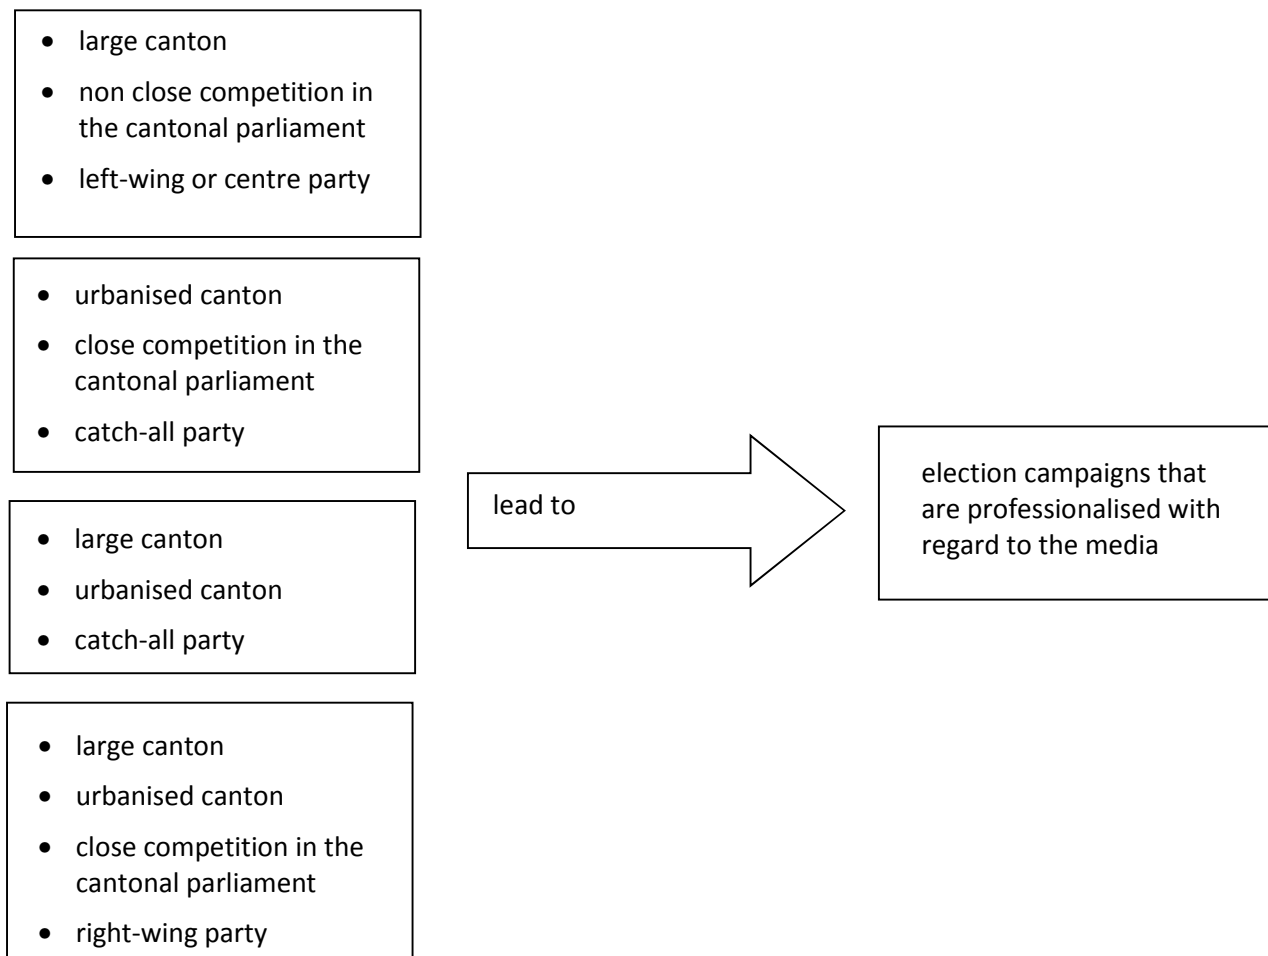 • large canton
• non close competition in
the cantonal parliament
• left-wing or centre party
• urbanised canton
• close competition in the
cantonal parliament
• catch-all party
• large canton
• urbanised canton
• catch-all party
• large canton
• urbanised canton
• close competition in the
cantonal parliament
• right-wing party
lead to
election campaigns that
are professionalised with
regard to the media